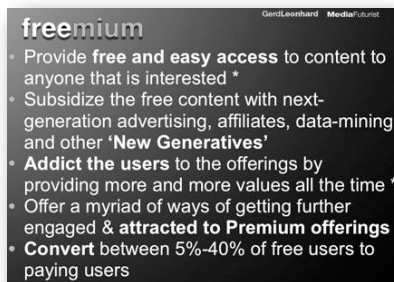 GerdLeonhard MediaFuturist
freemium
• Provide free and easy access to content to
anyone that is interested *
• Subsidize the free content with next-
generation advertising, affiliates, data-mining
and other ‘New Generatives’
• Addict the users to the offerings by
providing more and more values all the time *
• Offer a myriad of ways of getting further
engaged & attracted to Premium offerings
• Convert between 5%-40% of free users to
paying users